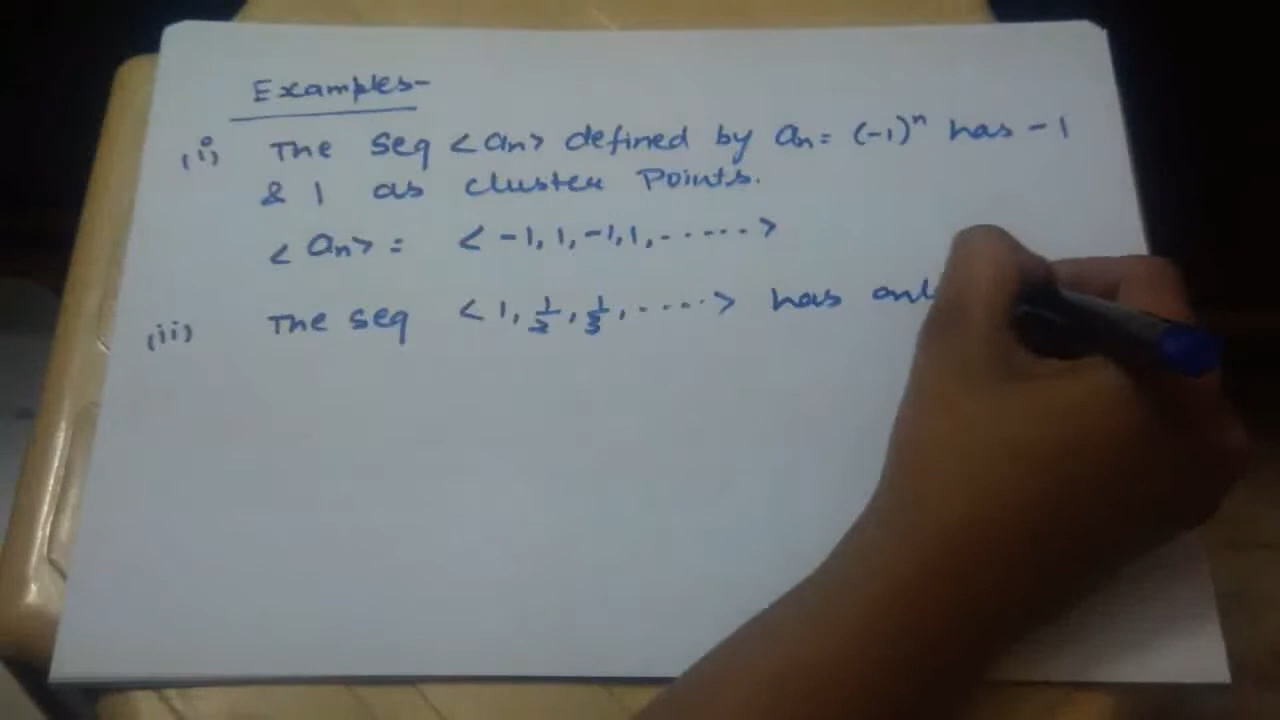 Examples-
(i) The Seq <an> defined by an = (-1)^n has -1
& 1 as cluster Points.
<an> = < -1, 1, -1, 1, ...... >
(ii) The seq < 1, 1/2, 1/3, ..... > has